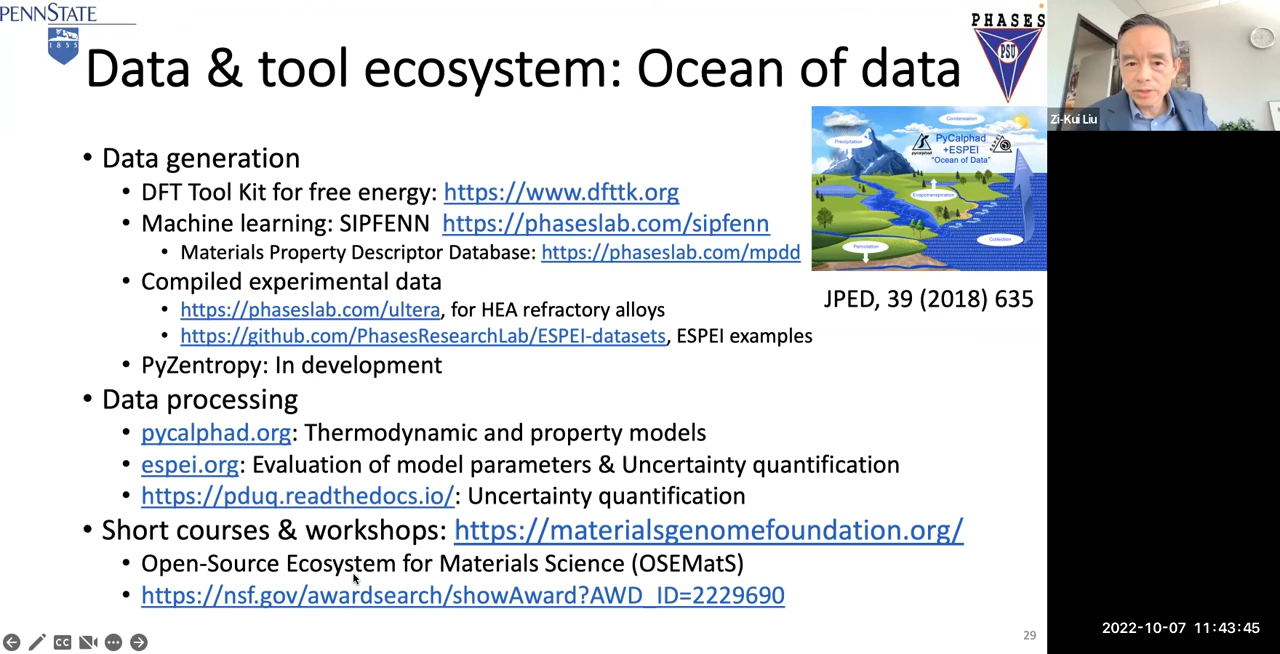 PENNSTATE
1855
PHASES
PSU
Data & tool ecosystem: Ocean of data
Zi-Kui Liu
Condensation
Precipitation
PyCalphad
+ESPEI
"Ocean of Data"
pycalphad
Evapotranspiration
Percolation
Collection
JPED, 39 (2018) 635
• Data generation
• DFT Tool Kit for free energy: https://www.dfttk.org
• Machine learning: SIPFENN https://phaseslab.com/sipfenn
• Materials Property Descriptor Database: https://phaseslab.com/mpdd
• Compiled experimental data
• https://phaseslab.com/ultera, for HEA refractory alloys
• https://github.com/PhasesResearchLab/ESPEI-datasets, ESPEI examples
• PyZentropy: In development
• Data processing
• pycalphad.org: Thermodynamic and property models
• espei.org: Evaluation of model parameters & Uncertainty quantification
• https://pduq.readthedocs.io/: Uncertainty quantification
• Short courses & workshops: https://materialsgenomefoundation.org/
• Open-Source Ecosystem for Materials Science (OSEMatS)
• https://nsf.gov/awardsearch/showAward?AWD_ID=2229690
29
CC
2022-10-07 11:43:45